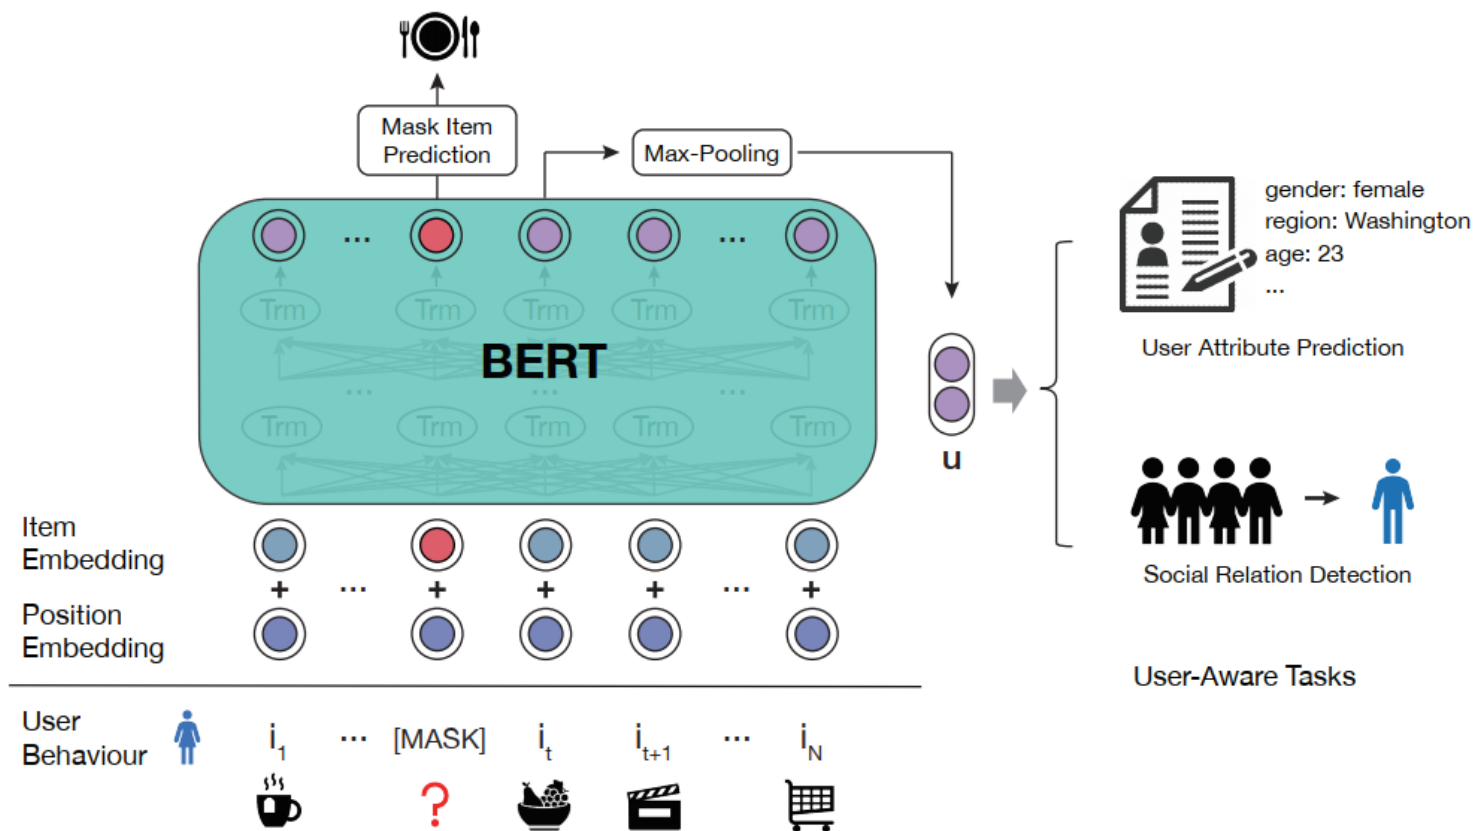 Mask Item
Prediction
Max-Pooling
gender: female
region: Washington
age: 23
...
... ...
Trm Trm Trm Trm Trm
BERT
User Attribute Prediction
... ... ...
Trm Trm Trm Trm Trm
u
Item
Embedding
+ ... + + + ... +
Position
Embedding
Social Relation Detection
User-Aware Tasks
User
Behaviour
i1 ... [MASK] it it+1 ... iN
?